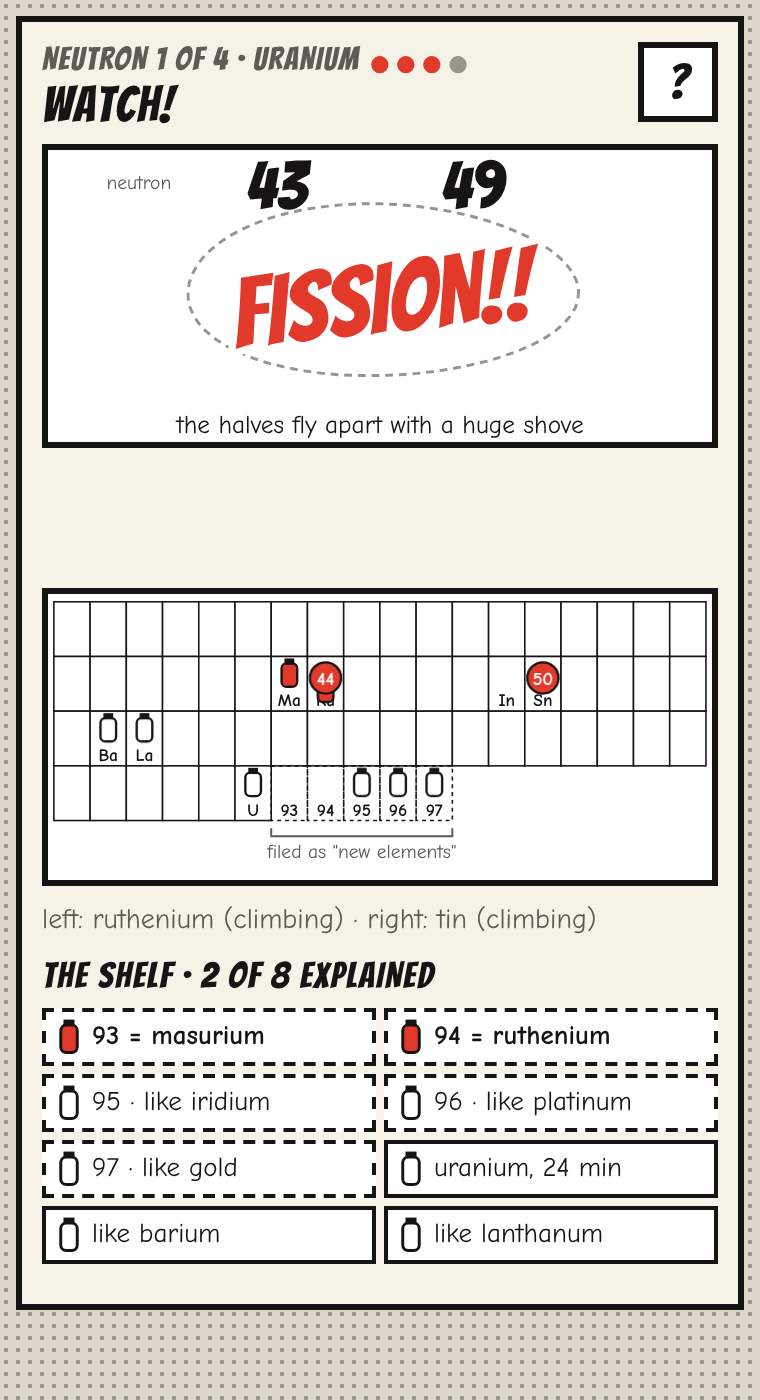 NEUTRON 1 OF 4 · URANIUM
WATCH!
?
neutron
43 49
FISSION!!
the halves fly apart with a huge shove
44 50
Ma In Sn
Ba La
U 93 94 95 96 97
filed as "new elements"
left: ruthenium (climbing) · right: tin (climbing)
THE SHELF · 2 OF 8 EXPLAINED
93 = masurium
94 = ruthenium
95 · like iridium
96 · like platinum
97 · like gold
uranium, 24 min
like barium
like lanthanum